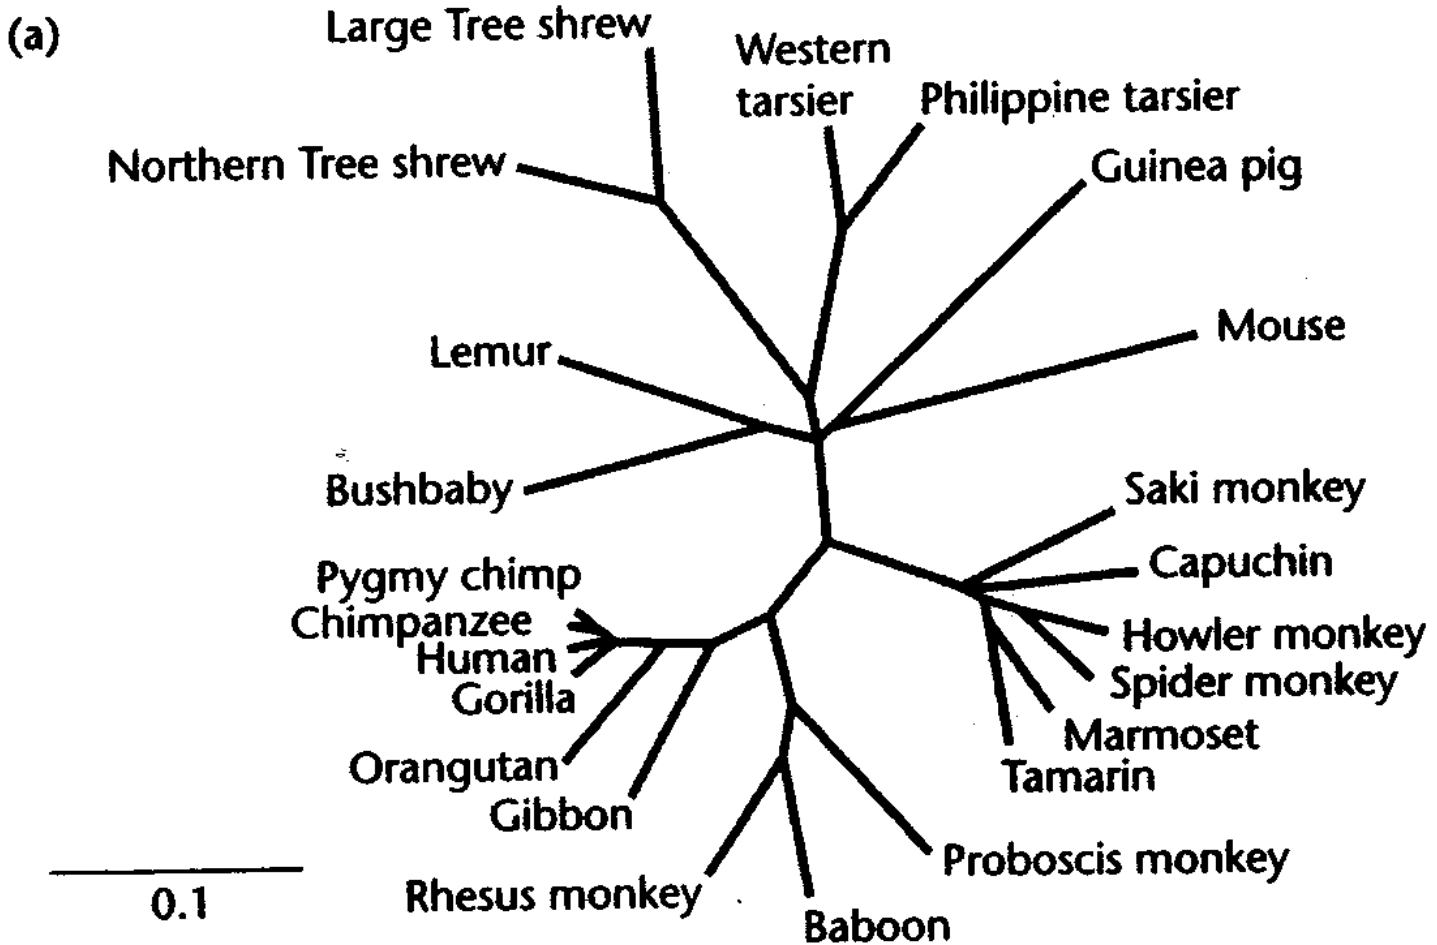 (a)
Large Tree shrew
Western
tarsier
Philippine tarsier
Northern Tree shrew
Guinea pig
Mouse
Lemur
Bushbaby
Saki monkey
Capuchin
Pygmy chimp
Chimpanzee
Human
Gorilla
Howler monkey
Spider monkey
Marmoset
Tamarin
Orangutan
Gibbon
Proboscis monkey
Rhesus monkey
Baboon
0.1